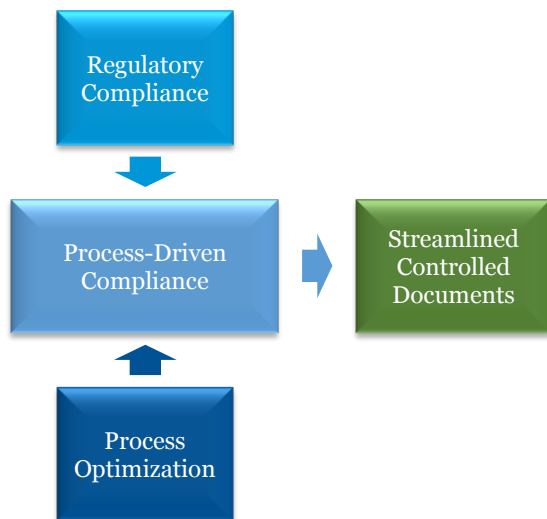 Regulatory
Compliance
Process-Driven
Compliance
Streamlined
Controlled
Documents
Process
Optimization